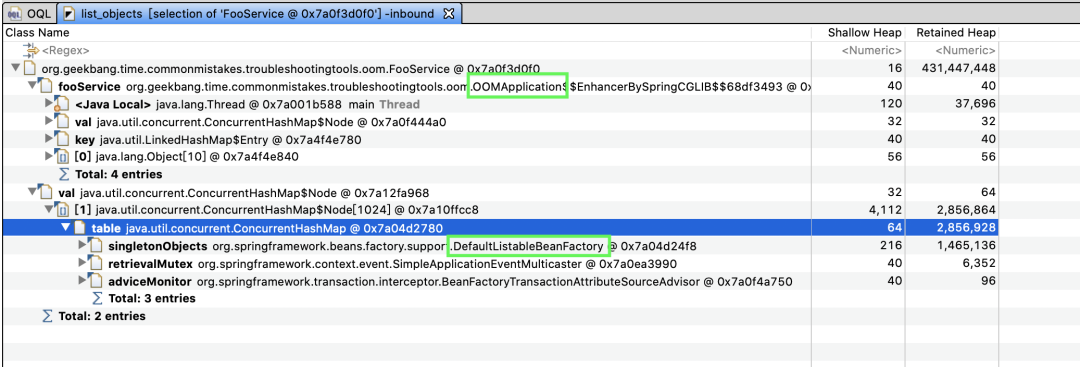 OQL list_objects [selection of 'FooService @ 0x7a0f3d0f0'] -inbound
Class Name Shallow Heap Retained Heap
<Regex> <Numeric> <Numeric>
org.geekbang.time.commonmistakes.troubleshootingtools.oom.FooService @ 0x7a0f3d0f0 16 431,447,448
fooService org.geekbang.time.commonmistakes.troubleshootingtools.oom.OOMApplication$$EnhancerBySpringCGLIB$$68df3493 @ 0x 40 40
<Java Local> java.lang.Thread @ 0x7a001b588 main Thread 120 37,696
val java.util.concurrent.ConcurrentHashMap$Node @ 0x7a0f444a0 32 32
key java.util.LinkedHashMap$Entry @ 0x7a4f4e780 40 40
[0] java.lang.Object[10] @ 0x7a4f4e840 56 56
Σ Total: 4 entries
val java.util.concurrent.ConcurrentHashMap$Node @ 0x7a12fa968 32 64
[1] java.util.concurrent.ConcurrentHashMap$Node[1024] @ 0x7a10ffcc8 4,112 2,856,864
table java.util.concurrent.ConcurrentHashMap @ 0x7a04d2780 64 2,856,928
singletonObjects org.springframework.beans.factory.support.DefaultListableBeanFactory @ 0x7a04d24f8 216 1,465,136
retrievalMutex org.springframework.context.event.SimpleApplicationEventMulticaster @ 0x7a0ea3990 40 6,352
adviceMonitor org.springframework.transaction.interceptor.BeanFactoryTransactionAttributeSourceAdvisor @ 0x7a0f4a750 40 96
Σ Total: 3 entries
Σ Total: 2 entries